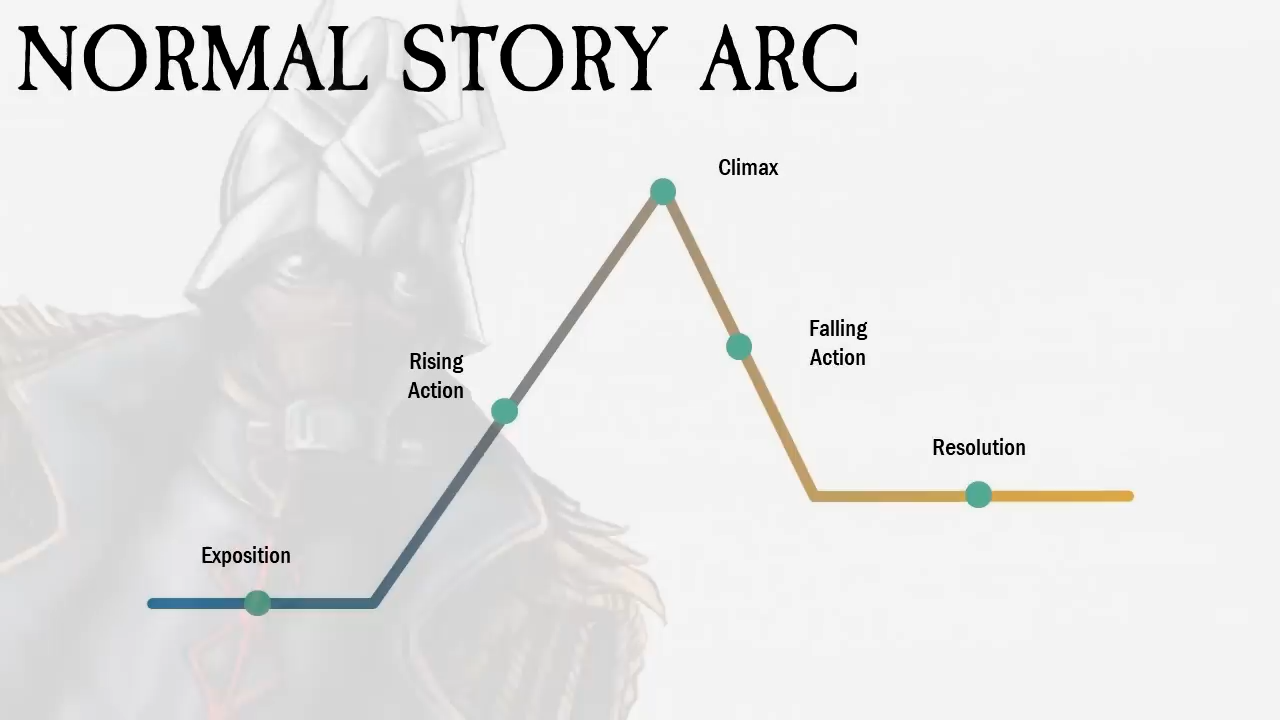 NORMAL STORY ARC
Climax
Falling
Action
Rising
Action
Resolution
Exposition